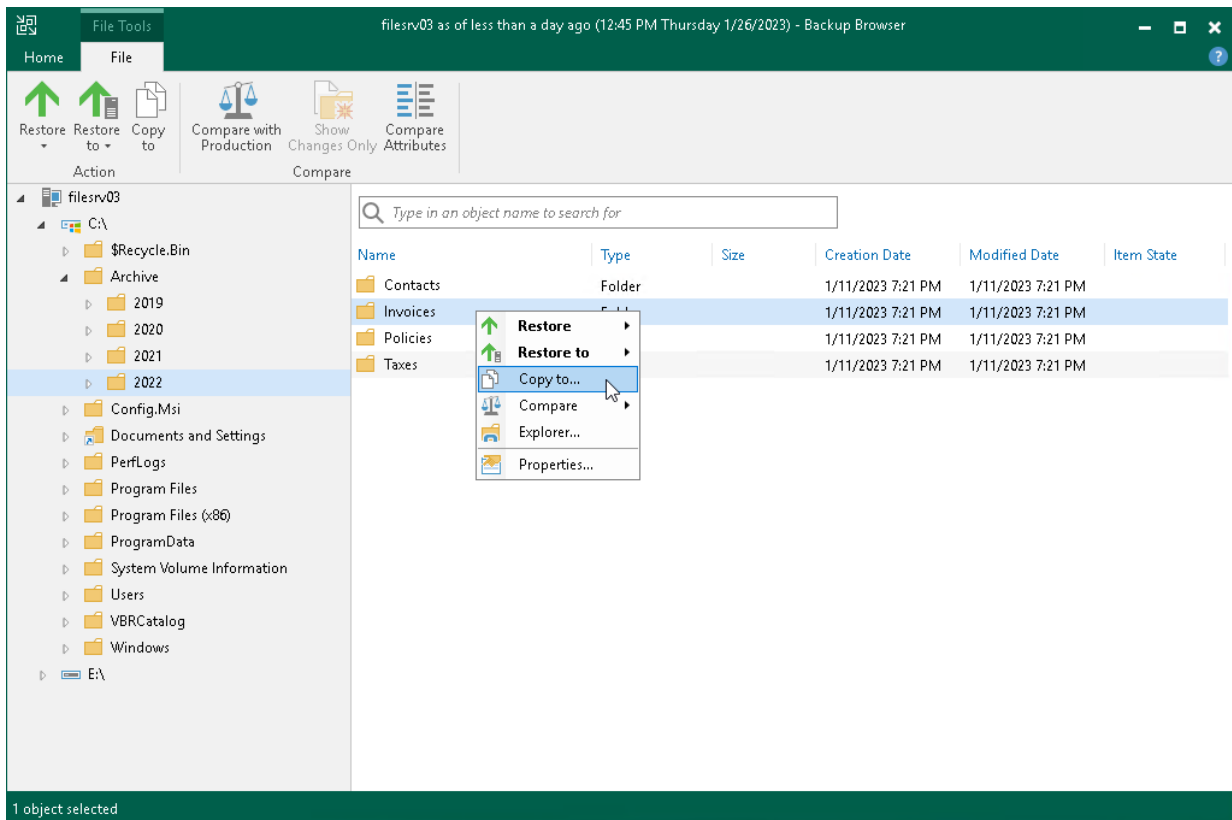 File Tools
filesrv03 as of less than a day ago (12:45 PM Thursday 1/26/2023) - Backup Browser
Home File
?
Restore Restore to Copy to
Compare with Production Show Changes Only Compare Attributes
Action Compare
filesrv03
C:\
$Recycle.Bin
Archive
2019
2020
2021
2022
Config.Msi
Documents and Settings
PerfLogs
Program Files
Program Files (x86)
ProgramData
System Volume Information
Users
VBRCatalog
Windows
E:\
Type in an object name to search for
Name Type Size Creation Date Modified Date Item State
Contacts Folder 1/11/2023 7:21 PM 1/11/2023 7:21 PM
Invoices 1/11/2023 7:21 PM 1/11/2023 7:21 PM
Policies 1/11/2023 7:21 PM 1/11/2023 7:21 PM
Taxes 1/11/2023 7:21 PM 1/11/2023 7:21 PM
Restore
Restore to
Copy to...
Compare
Explorer...
Properties...
1 object selected